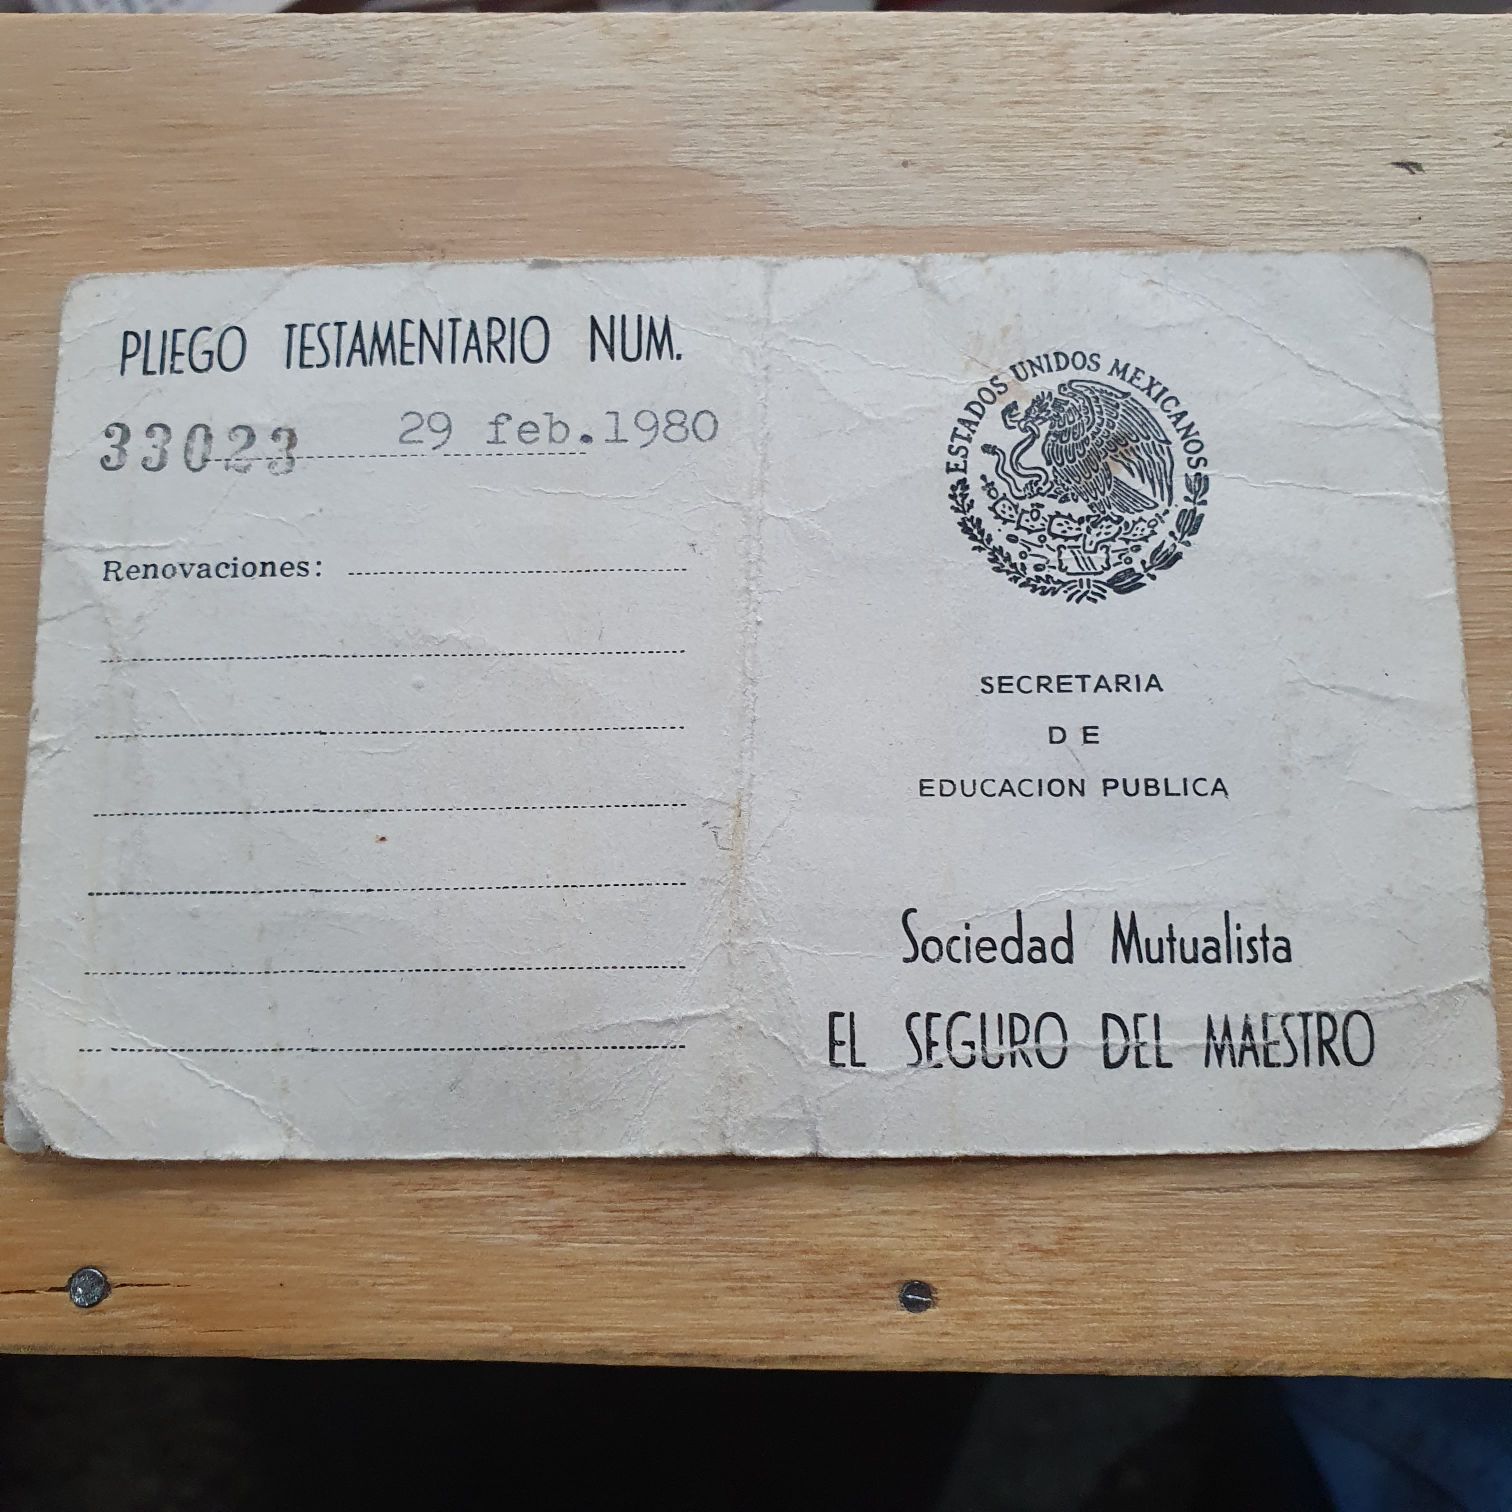 PLIEGO TESTAMENTARIO NUM.
33023 29 feb.1980
Renovaciones:
ESTADOS UNIDOS MEXICANOS
SECRETARIA
DE
EDUCACION PUBLICA
Sociedad Mutualista
EL SEGURO DEL MAESTRO